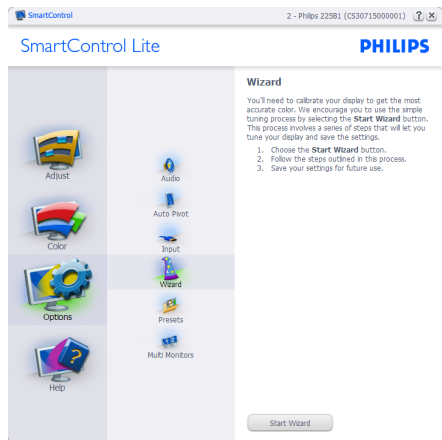 SmartControl
2 - Philips 225B1 (CS30715000001)
SmartControl Lite
PHILIPS
Adjust
Color
Options
Help
Audio
Auto Pivot
Input
Wizard
Presets
Multi Monitors
Wizard
You'll need to calibrate your display to get the most
accurate color. We encourage you to use the simple
tuning process by selecting the Start Wizard button.
This process involves a series of steps that will let you
tune your display and save the settings.
1. Choose the Start Wizard button.
2. Follow the steps outlined in this process.
3. Save your settings for future use.
Start Wizard